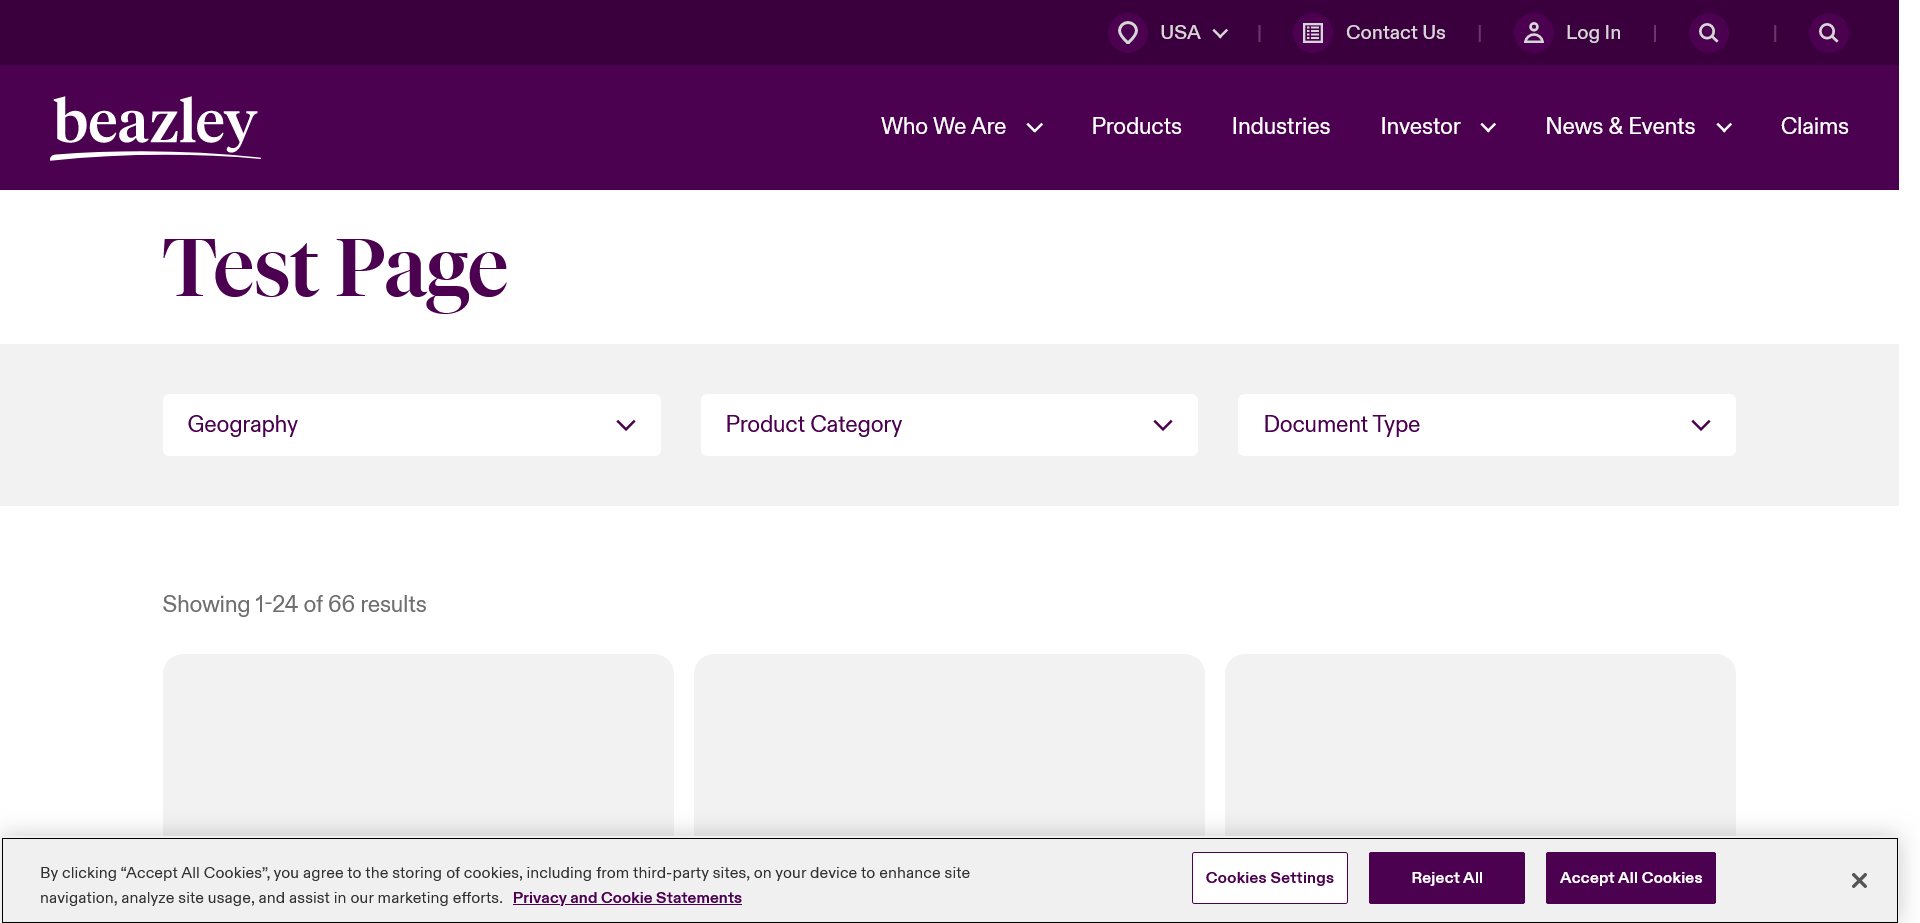 USA
Contact Us
Log In
beazley
Who We Are
Products
Industries
Investor
News & Events
Claims
Test Page
Geography
Product Category
Document Type
Showing 1-24 of 66 results
By clicking “Accept All Cookies”, you agree to the storing of cookies, including from third-party sites, on your device to enhance site
navigation, analyze site usage, and assist in our marketing efforts. Privacy and Cookie Statements
Cookies Settings
Reject All
Accept All Cookies